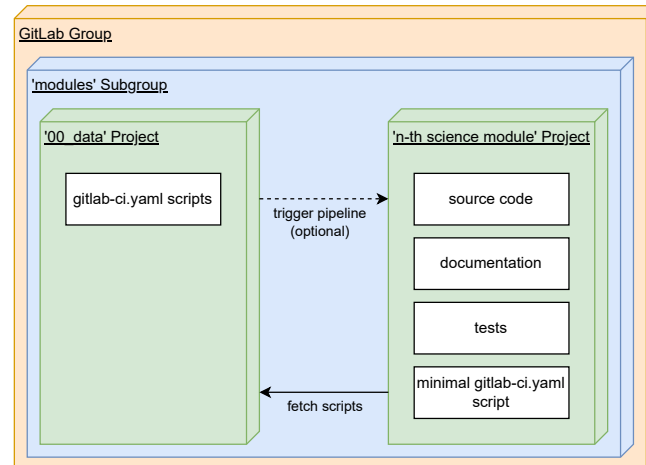 GitLab Group
'modules' Subgroup
'00_data' Project
gitlab-ci.yaml scripts
trigger pipeline
(optional)
fetch scripts
'n-th science module' Project
source code
documentation
tests
minimal gitlab-ci.yaml
script